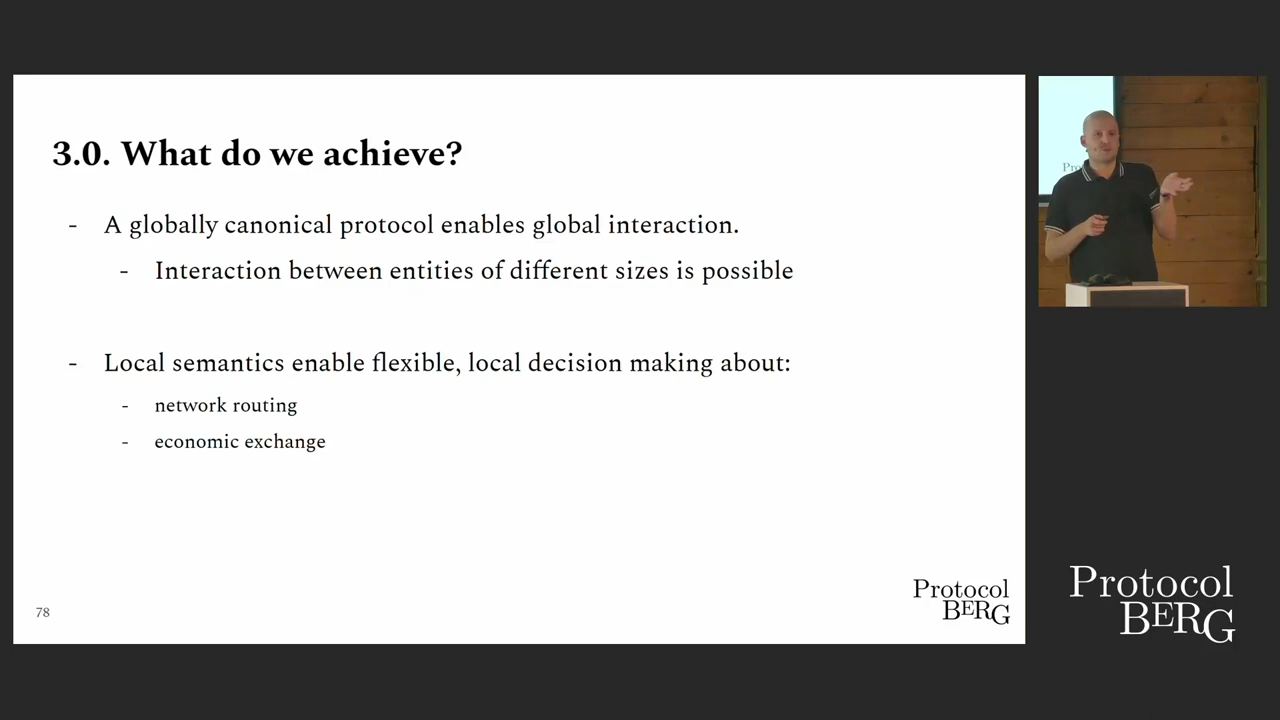 3.0. What do we achieve?
- A globally canonical protocol enables global interaction.
- Interaction between entities of different sizes is possible
- Local semantics enable flexible, local decision making about:
- network routing
- economic exchange
78
Protocol
BERG
Protocol
BERG